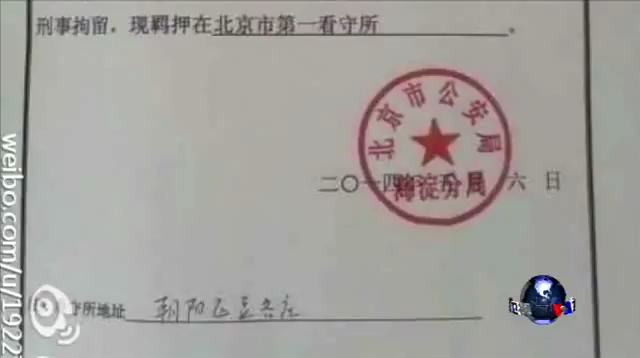 刑事拘留，现羁押在北京市第一看守所。
北京市公安局
海淀分局
二〇一四年五月六日
守所地址 朝阳区豆各庄
weibo.com/u/1922